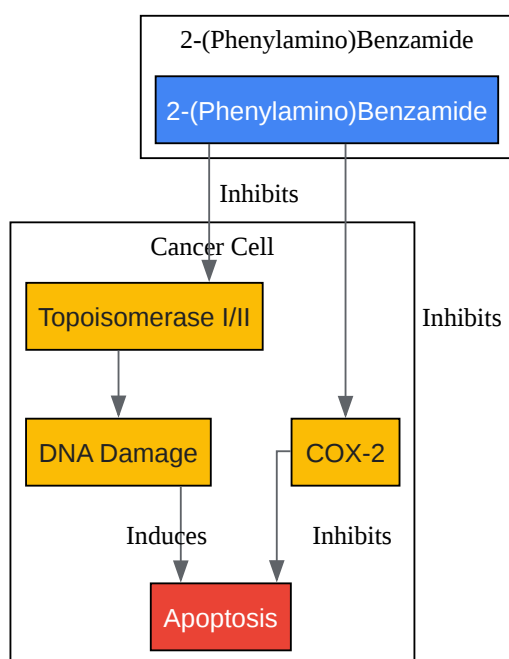 2-(Phenylamino)Benzamide
2-(Phenylamino)Benzamide
Inhibits
Cancer Cell
Topoisomerase I/II
Inhibits
DNA Damage
COX-2
Induces
Inhibits
Apoptosis